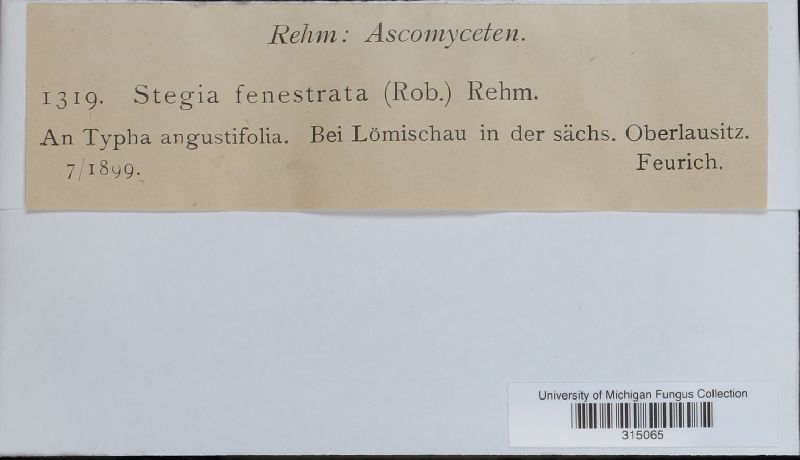 Rehm: Ascomyceten.
1319. Stegia fenestrata (Rob.) Rehm.
An Typha angustifolia. Bei Lömischau in der sächs. Oberlausitz.
7/1899. Feurich.
University of Michigan Fungus Collection
315065